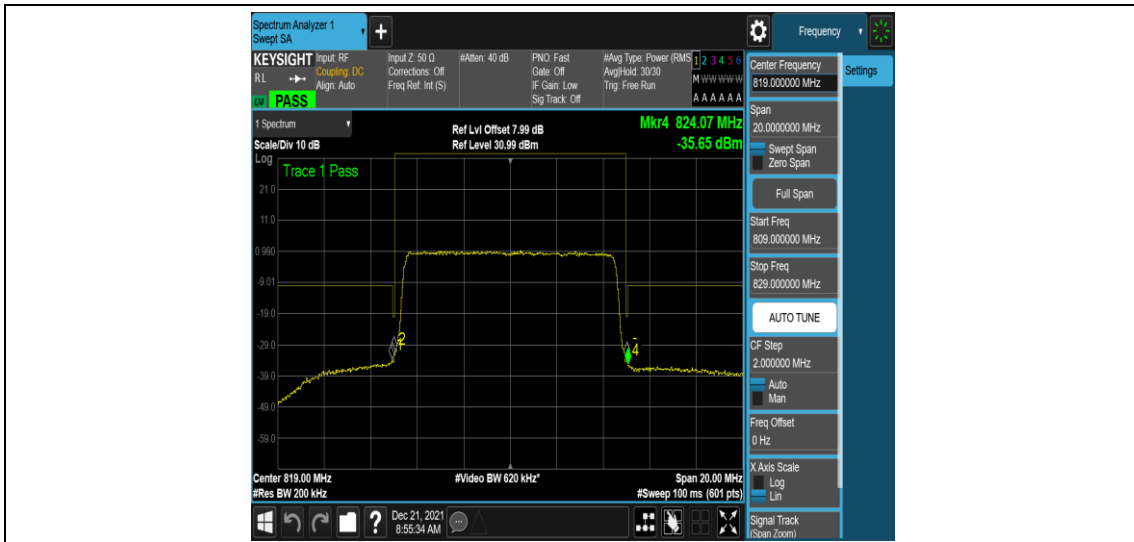 Spectrum Analyzer 1
Swept SA
+
Frequency
KEYSIGHT
RL
PASS
Input: RF
Coupling: DC
Align: Auto
Input Z: 50 Ω
Corrections: Off
Freq Ref: Int (S)
#Atten: 40 dB
PNO: Fast
Gate: Off
IF Gain: Low
Sig Track: Off
#Avg Type: Power (RMS
Avg|Hold: 30/30
Trig: Free Run
1 2 3 4 5 6
M W W W W W
A A A A A A
1 Spectrum
Scale/Div 10 dB
Ref Lvl Offset 7.99 dB
Ref Level 30.99 dBm
Mkr4 824.07 MHz
-35.65 dBm
Log
Trace 1 Pass
21.0
11.0
0.990
-9.01
-19.0
-29.0
-39.0
-49.0
-59.0
2
4
Center 819.00 MHz
#Res BW 200 kHz
#Video BW 620 kHz*
Span 20.00 MHz
#Sweep 100 ms (601 pts)
?
Dec 21, 2021
8:55:34 AM
Center Frequency
819.000000 MHz
Settings
Span
20.0000000 MHz
Swept Span
Zero Span
Full Span
Start Freq
809.000000 MHz
Stop Freq
829.000000 MHz
AUTO TUNE
CF Step
2.000000 MHz
Auto
Man
Freq Offset
0 Hz
X Axis Scale
Log
Lin
Signal Track
(Span Zoom)